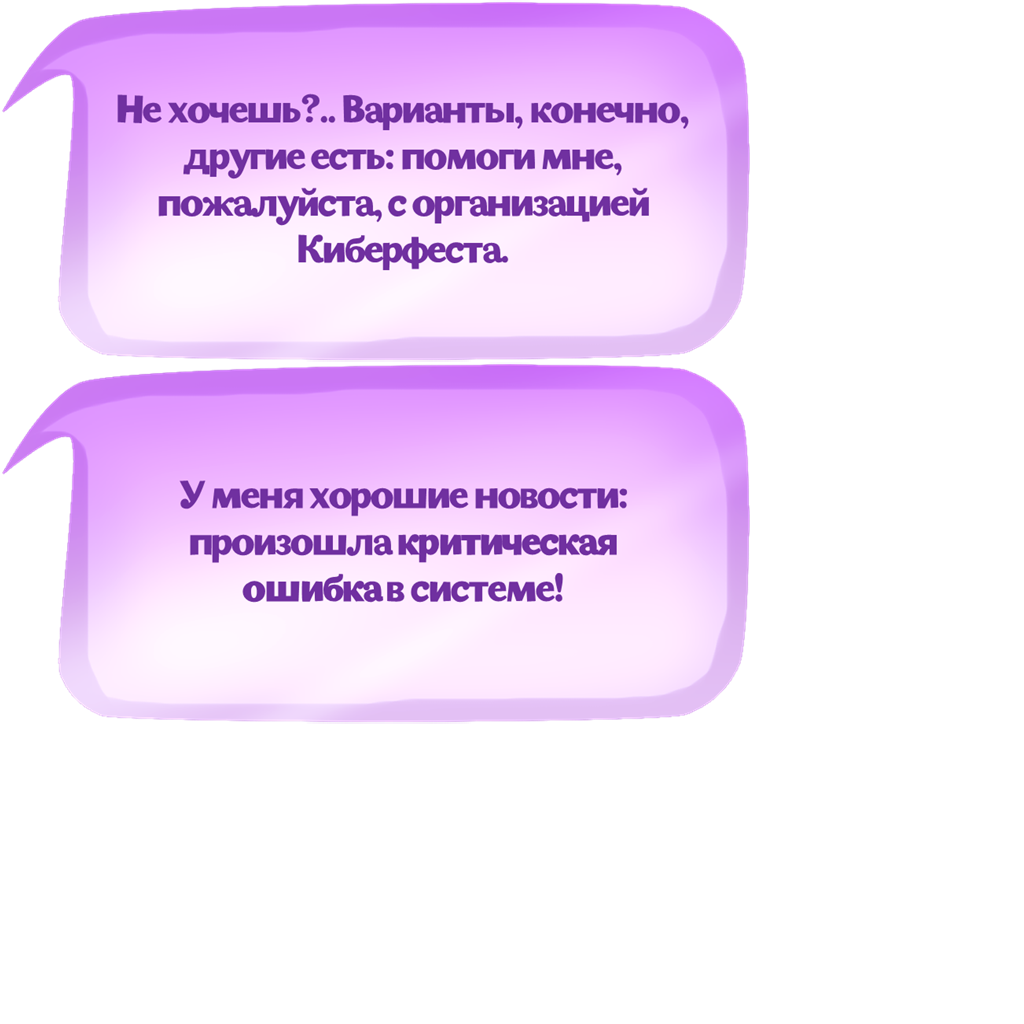 Не хочешь?.. Варианты, конечно,
другие есть: помоги мне,
пожалуйста, с организацией
Киберфеста.
У меня хорошие новости:
произошла критическая
ошибка в системе!